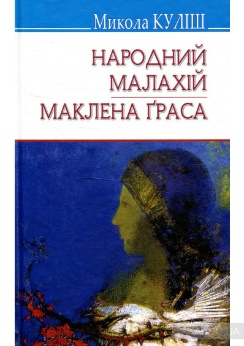 Микола КУЛІШ
НАРОДНИЙ
МАЛАХІЙ
МАКЛЕНА ҐРАСА